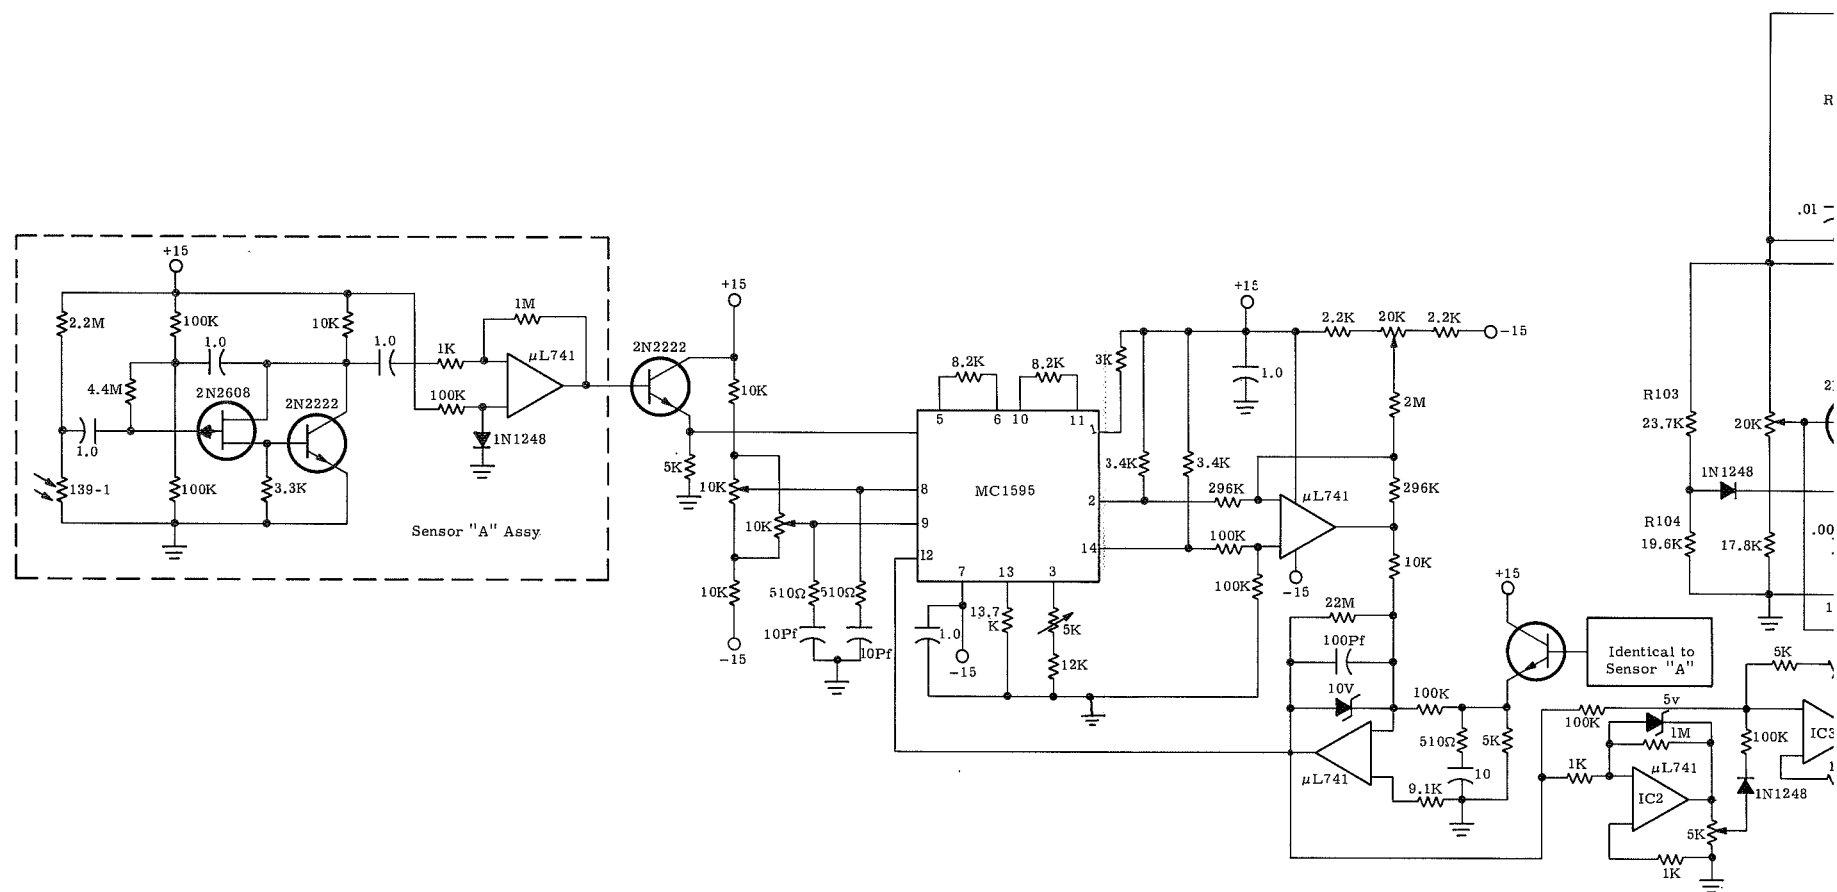 +15
2.2M
100K
10K
1.0
1.0
4.4M
2N2608
2N2222
1.0
139-1
100K
3.3K
1M
1K
μL741
100K
1N1248
Sensor "A" Assy
2N2222
+15
10K
5K
10K
10K
10K
-15
510Ω
510Ω
10Pf
10Pf
8.2K
8.2K
5
6
10
11
1
8
9
12
MC1595
2
14
7
13
3
1.0
-15
13.7
K
5K
12K
3K
+15
1.0
2.2K
20K
2.2K
-15
2M
3.4K
3.4K
296K
μL741
296K
100K
100K
-15
10K
22M
100Pf
10V
100K
μL741
510Ω
5K
10
9.1K
+15
Identical to
Sensor "A"
5K
100K
5v
1M
1K
μL741
IC2
100K
1N1248
5K
1K
IC3
R
.01
R103
23.7K
20K
1N1248
R104
19.6K
17.8K
.00
1